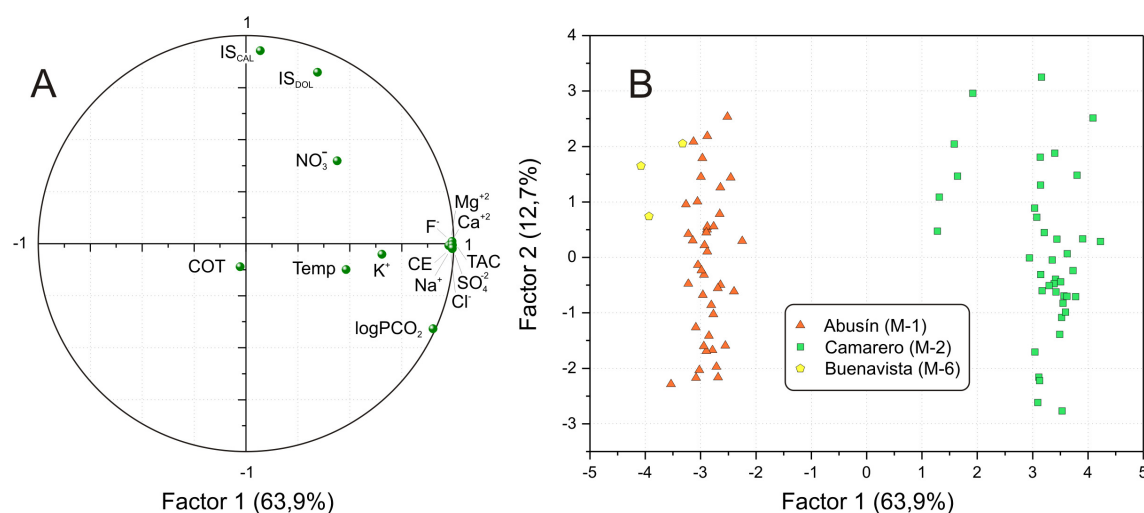 A
1
IS_CAL
IS_DOL
NO₃⁻
Mg⁺²
Ca⁺²
F⁻
-1
1
COT
Temp
K⁺
CE
TAC
Na⁺
SO₄⁻²
Cl⁻
logPCO₂
-1
Factor 1 (63,9%)
B
4
3
2
1
0
-1
-2
-3
Factor 2 (12,7%)
Abusín (M-1)
Camarero (M-2)
Buenavista (M-6)
-5 -4 -3 -2 -1 0 1 2 3 4 5
Factor 1 (63,9%)